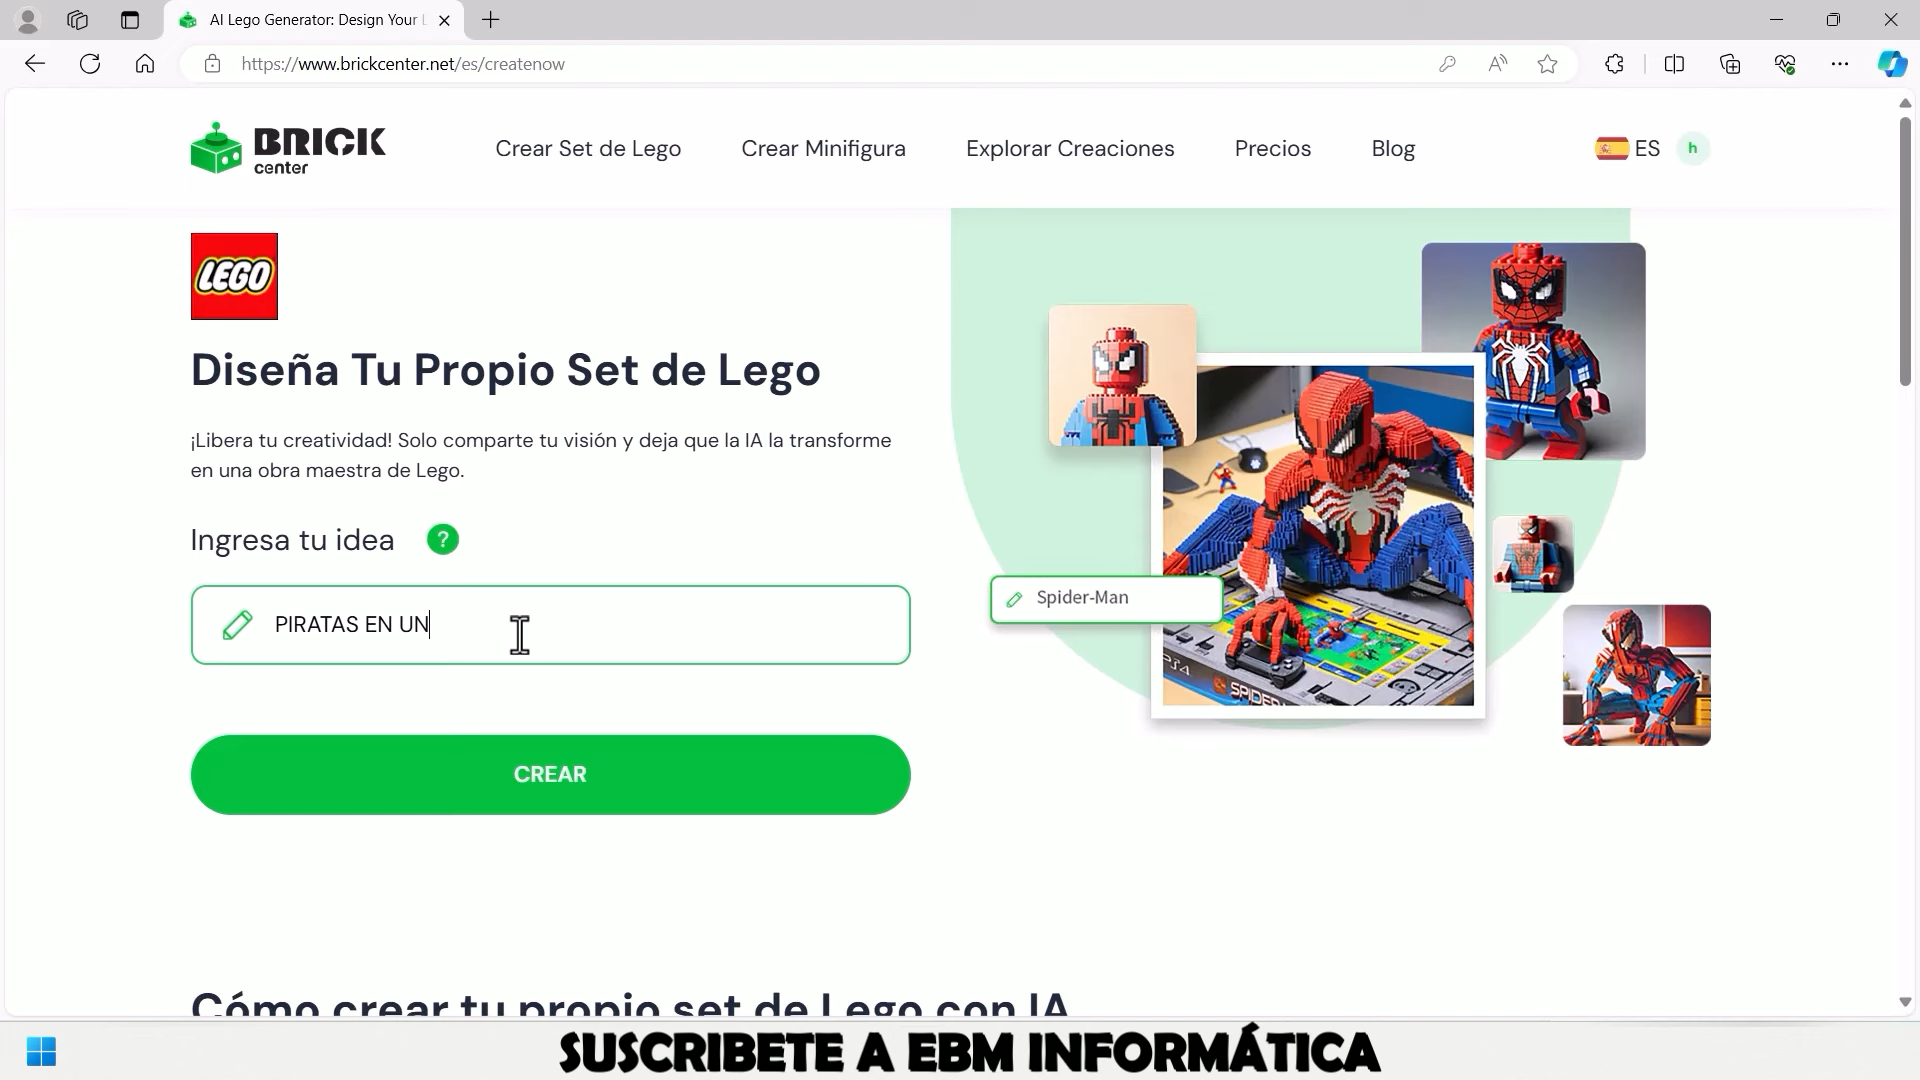 AI Lego Generator: Design Your L
https://www.brickcenter.net/es/createnow
BRICK
center
Crear Set de Lego
Crear Minifigura
Explorar Creaciones
Precios
Blog
ES
h
LEGO
Diseña Tu Propio Set de Lego
¡Libera tu creatividad! Solo comparte tu visión y deja que la IA la transforme
en una obra maestra de Lego.
Ingresa tu idea ?
PIRATAS EN UN
CREAR
Spider-Man
PS4
SPIDER
Cómo crear tu propio set de Lego con IA
SUSCRIBETE A EBM INFORMÁTICA